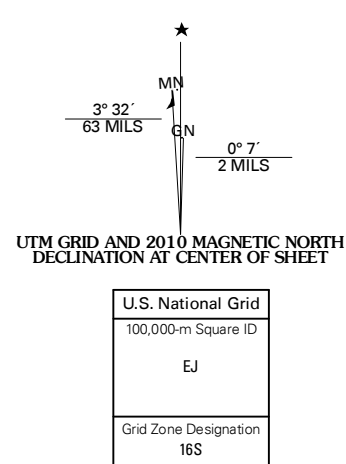 MN
3° 32´
63 MILS
GN
0° 7´
2 MILS
UTM GRID AND 2010 MAGNETIC NORTH
DECLINATION AT CENTER OF SHEET
U.S. National Grid
100,000-m Square ID
EJ
Grid Zone Designation
16S